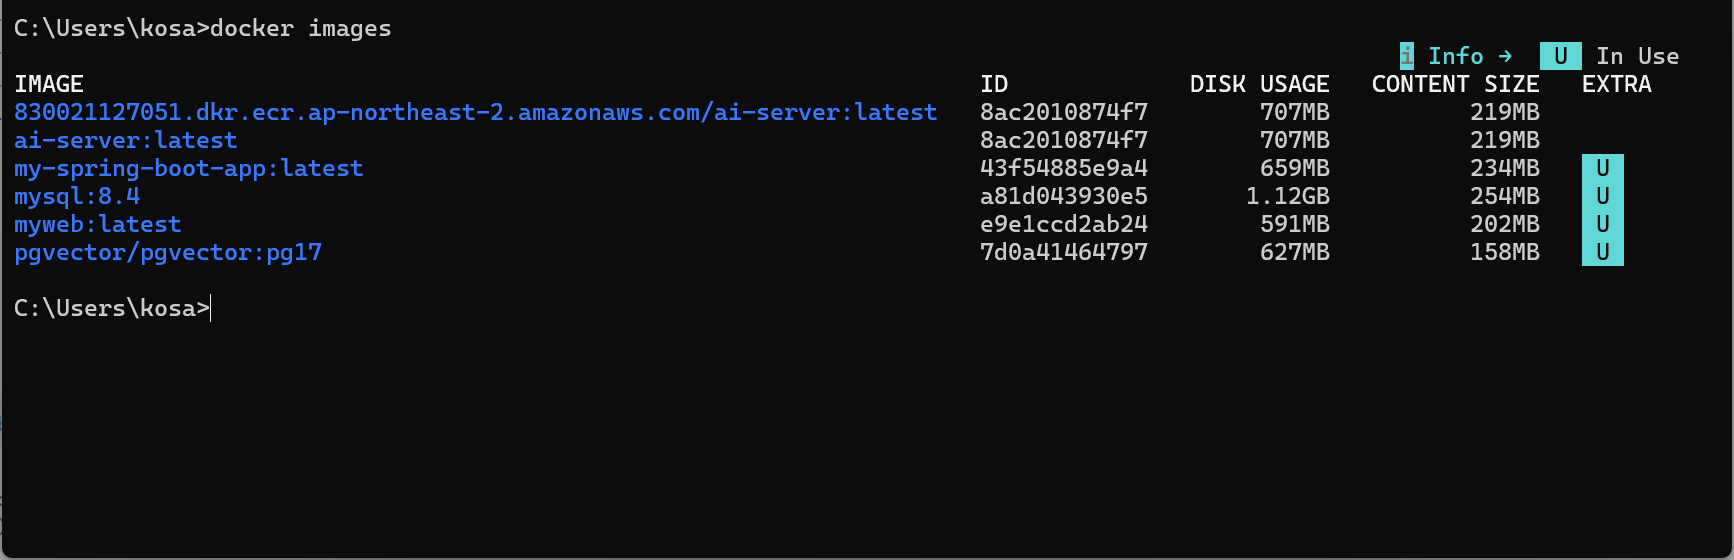 C:\Users\kosa>docker images
i Info → U In Use
IMAGE ID DISK USAGE CONTENT SIZE EXTRA
830021127051.dkr.ecr.ap-northeast-2.amazonaws.com/ai-server:latest 8ac2010874f7 707MB 219MB
ai-server:latest 8ac2010874f7 707MB 219MB
my-spring-boot-app:latest 43f54885e9a4 659MB 234MB U
mysql:8.4 a81d043930e5 1.12GB 254MB U
myweb:latest e9e1ccd2ab24 591MB 202MB U
pgvector/pgvector:pg17 7d0a41464797 627MB 158MB U
C:\Users\kosa>